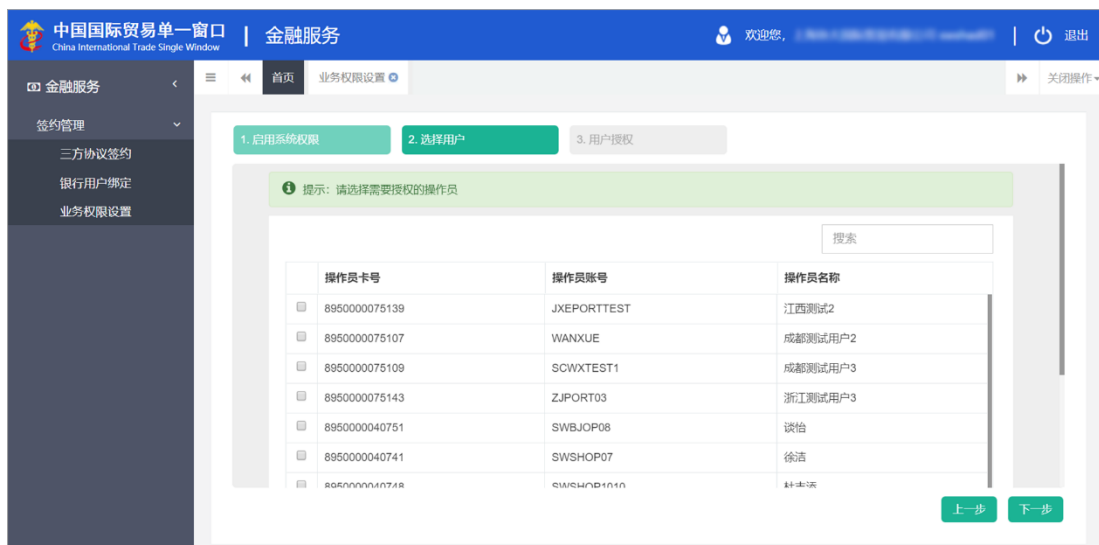 中国国际贸易单一窗口 | 金融服务 欢迎您, | 退出
China International Trade Single Window
金融服务
首页 业务权限设置 关闭操作
签约管理
三方协议签约
银行用户绑定
业务权限设置
1. 启用系统权限 2. 选择用户 3. 用户授权
提示：请选择需要授权的操作员
搜索
操作员卡号 操作员账号 操作员名称
8950000075139 JXEPORTTEST 江西测试2
8950000075107 WANXUE 成都测试用户2
8950000075109 SCWXTEST1 成都测试用户3
8950000075143 ZJPORT03 浙江测试用户3
8950000040751 SWBJOP08 谈怡
8950000040741 SWSHOP07 徐洁
8950000040748 SWSHOP1010
上一步 下一步